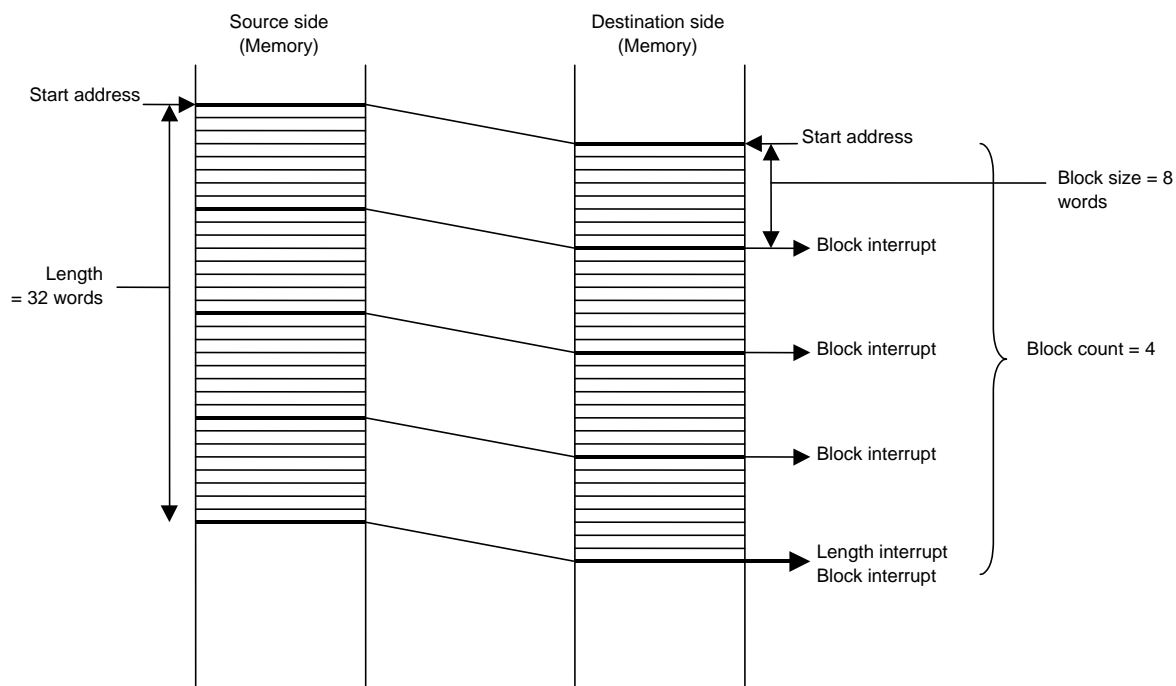 Source side
(Memory)
Destination side
(Memory)
Start address
Start address
Block size = 8
words
Block interrupt
Length
= 32 words
Block interrupt
Block count = 4
Block interrupt
Length interrupt
Block interrupt